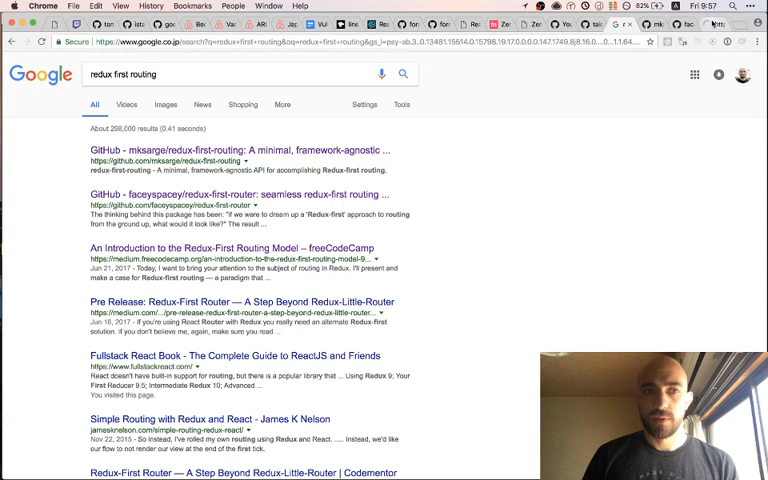 Chrome File Edit View History Bookmarks People Window Help 82% Fri 9:57
Secure https://www.google.co.jp/search?q=redux+first+routing&oq=redux+first+routing&gs_l=psy-ab.3..0.13481.15514.0.15798.19.17.0.0.0.0.147.1749.8j8.16.0....0...1.1.64...
Google redux first routing
All Videos Images News Shopping More Settings Tools
About 298,000 results (0.41 seconds)
GitHub - mksarge/redux-first-routing: A minimal, framework-agnostic ...
https://github.com/mksarge/redux-first-routing
redux-first-routing - A minimal, framework-agnostic API for accomplishing Redux-first routing.
GitHub - faceyspacey/redux-first-router: seamless redux-first routing ...
https://github.com/faceyspacey/redux-first-router
The thinking behind this package has been: "if we were to dream up a 'Redux-first' approach to routing
from the ground up, what would it look like?" The result ...
An Introduction to the Redux-First Routing Model – freeCodeCamp
https://medium.freecodecamp.org/an-introduction-to-the-redux-first-routing-model-9...
Jun 21, 2017 - Today, I want to bring your attention to the subject of routing in Redux. I'll present and
make a case for Redux-first routing — a paradigm that ...
Pre Release: Redux-First Router — A Step Beyond Redux-Little-Router
https://medium.com/.../pre-release-redux-first-router-a-step-beyond-redux-little-router...
Jun 16, 2017 - If you're using React Router with Redux you really need an alternate Redux-first
solution. If you don't believe me, again, make sure you read ...
Fullstack React Book - The Complete Guide to ReactJS and Friends
https://www.fullstackreact.com/
React doesn't have built-in support for routing, but there is a popular library that ... Using Redux 9; Your
First Reducer 9.5; Intermediate Redux 10; Advanced ...
You visited this page.
Simple Routing with Redux and React - James K Nelson
jamesknelson.com/simple-routing-redux-react/
Nov 22, 2015 - So instead, I've rolled my own routing using Redux and React. ..... Instead, we'd like
our flow to not render our view at the end of the first tick.
Redux-First Router — A Step Beyond Redux-Little-Router | Codementor